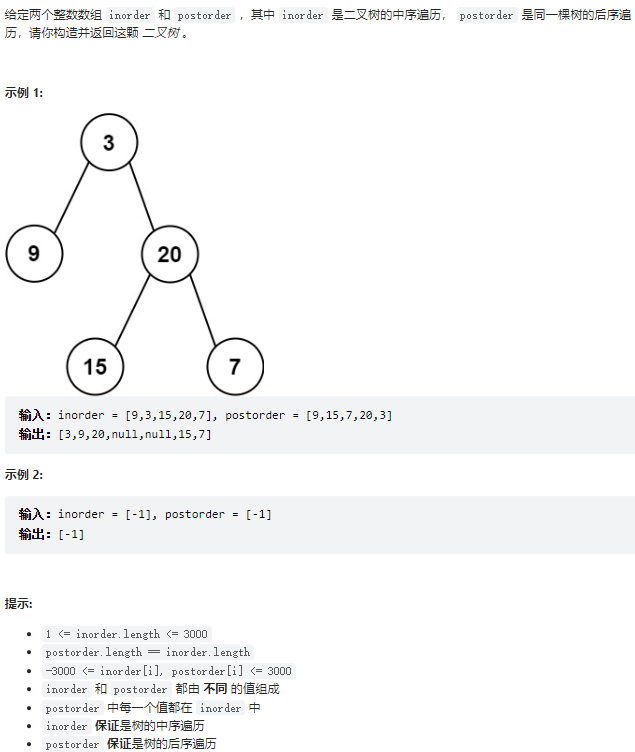 给定两个整数数组 inorder 和 postorder ，其中 inorder 是二叉树的中序遍历， postorder 是同一棵树的后序遍
历，请你构造并返回这颗 二叉树 。
示例 1:
3
9
20
15
7
输入：inorder = [9,3,15,20,7], postorder = [9,15,7,20,3]
输出：[3,9,20,null,null,15,7]
示例 2:
输入：inorder = [-1], postorder = [-1]
输出：[-1]
提示:
1 <= inorder.length <= 3000
postorder.length == inorder.length
-3000 <= inorder[i], postorder[i] <= 3000
inorder 和 postorder 都由 不同 的值组成
postorder 中每一个值都在 inorder 中
inorder 保证是树的中序遍历
postorder 保证是树的后序遍历